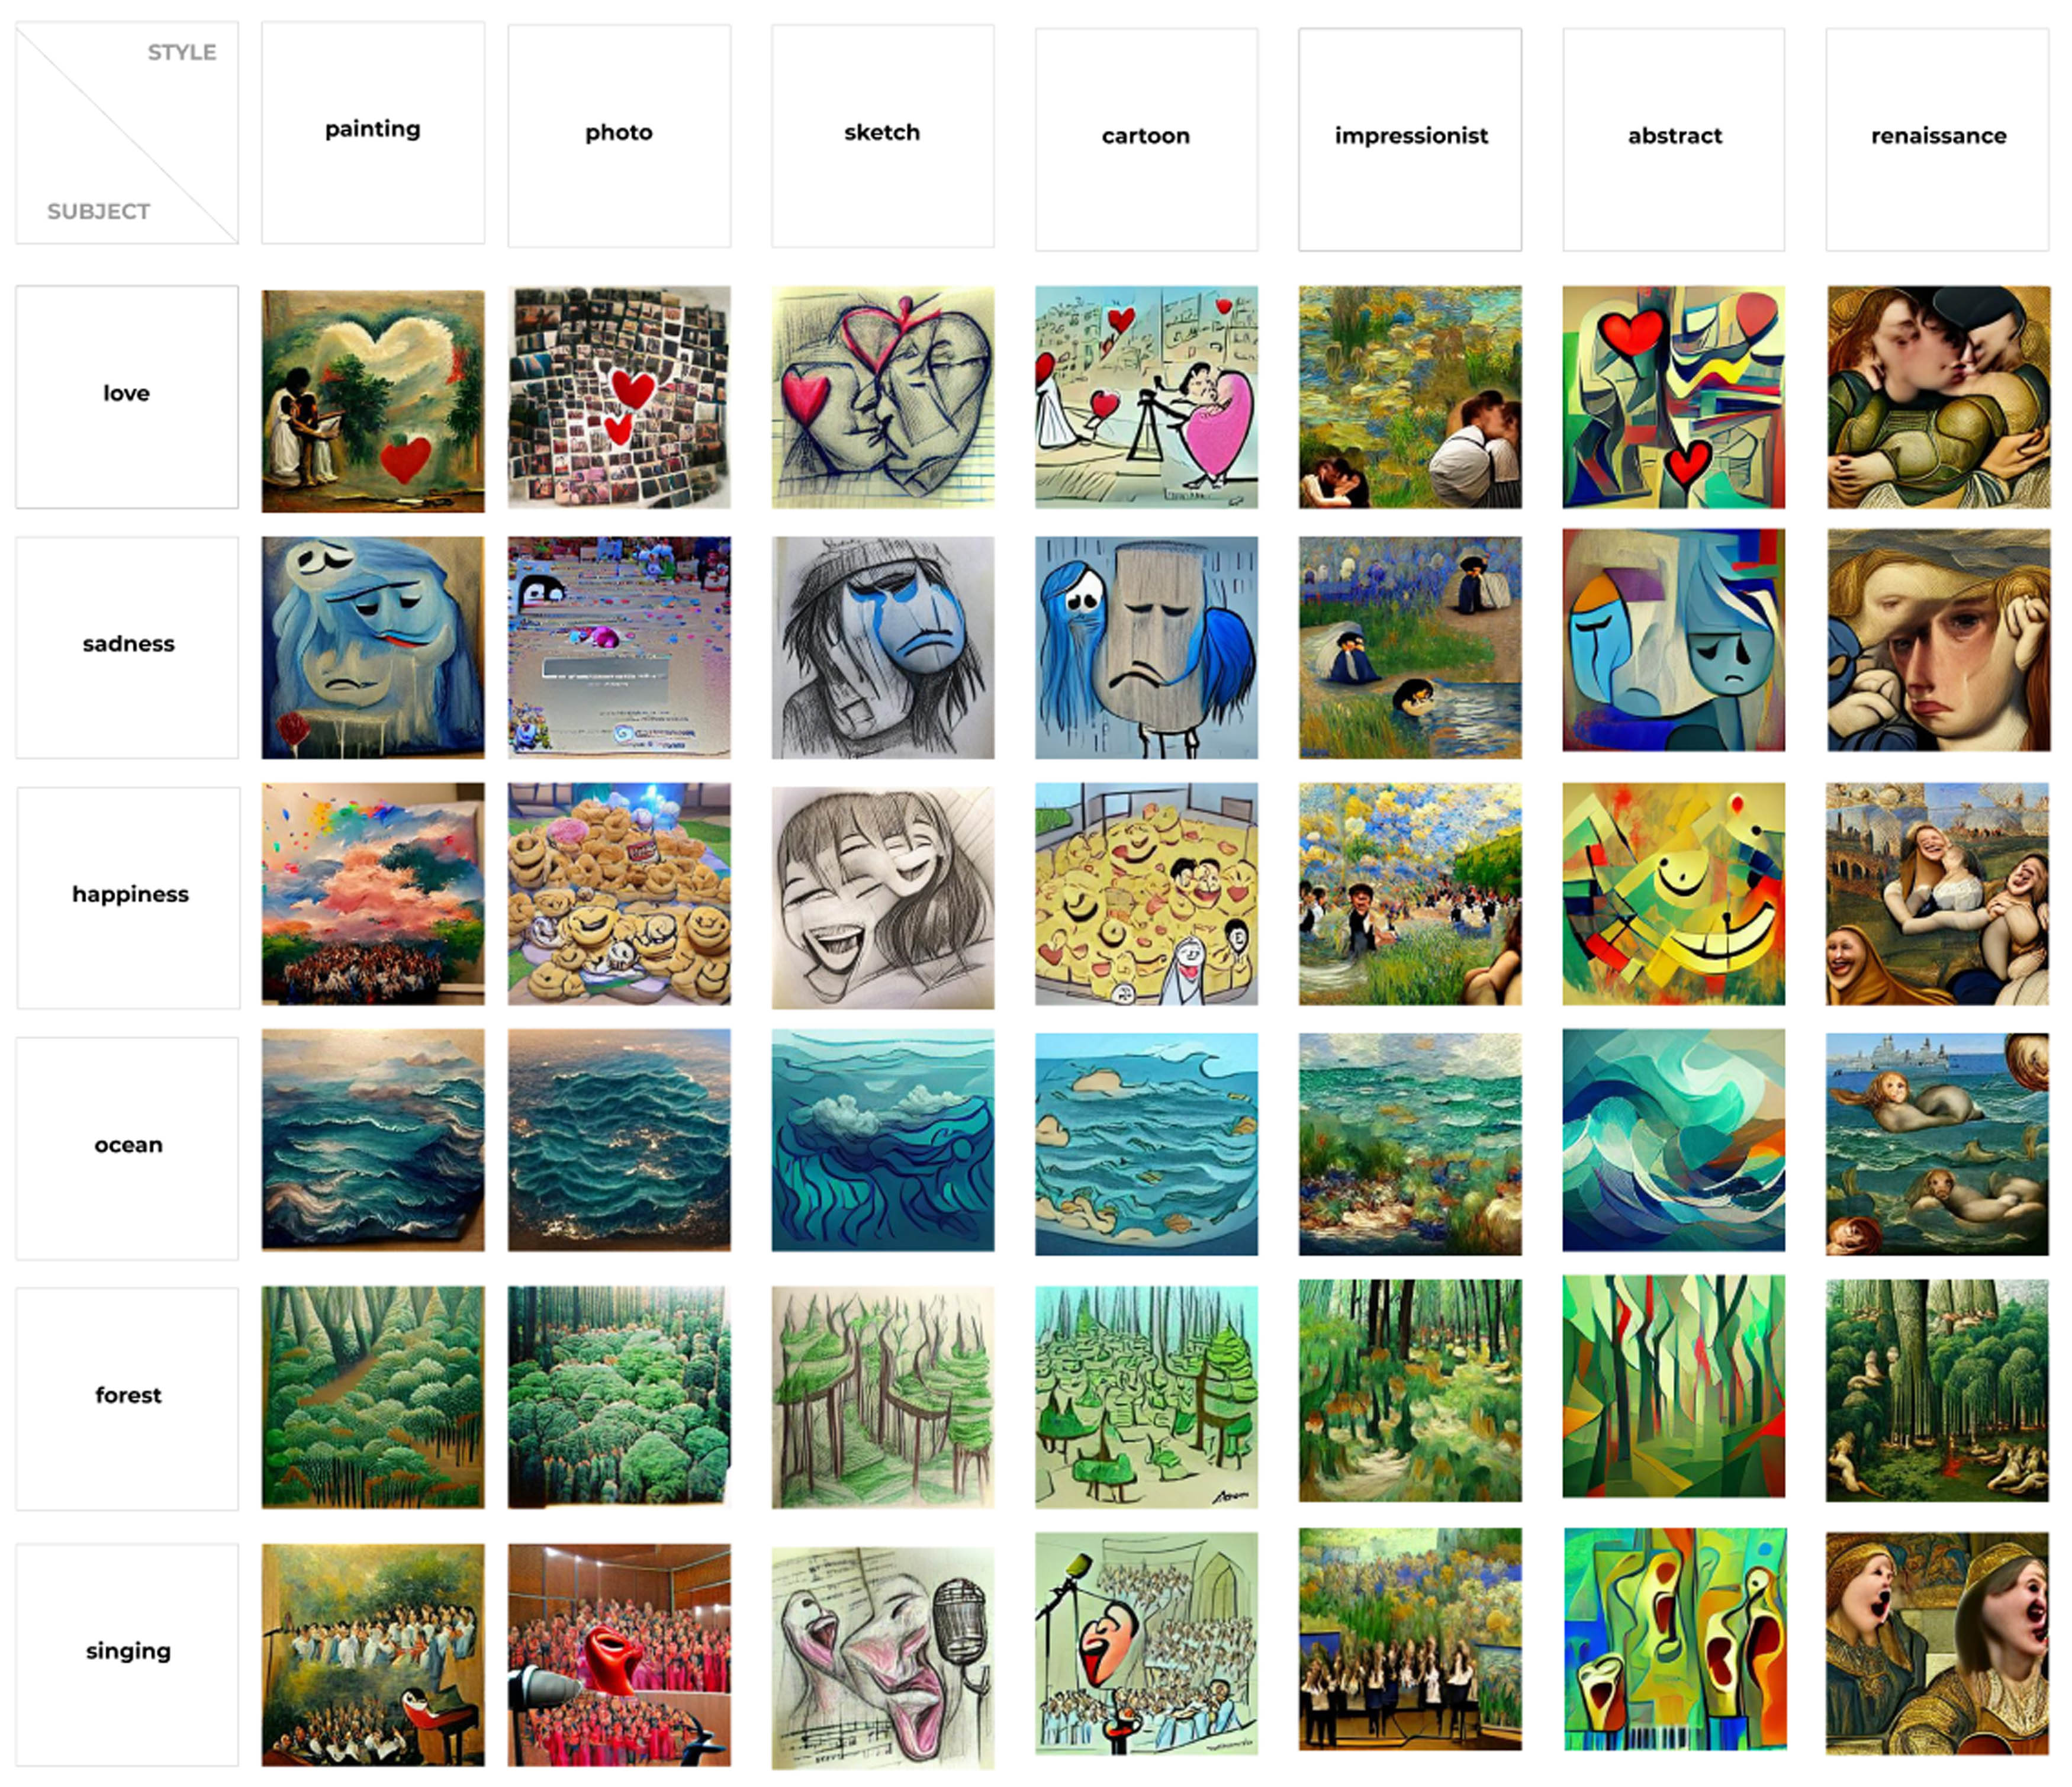 STYLE
SUBJECT
painting
photo
sketch
cartoon
impressionist
abstract
renaissance
love
sadness
happiness
ocean
forest
singing